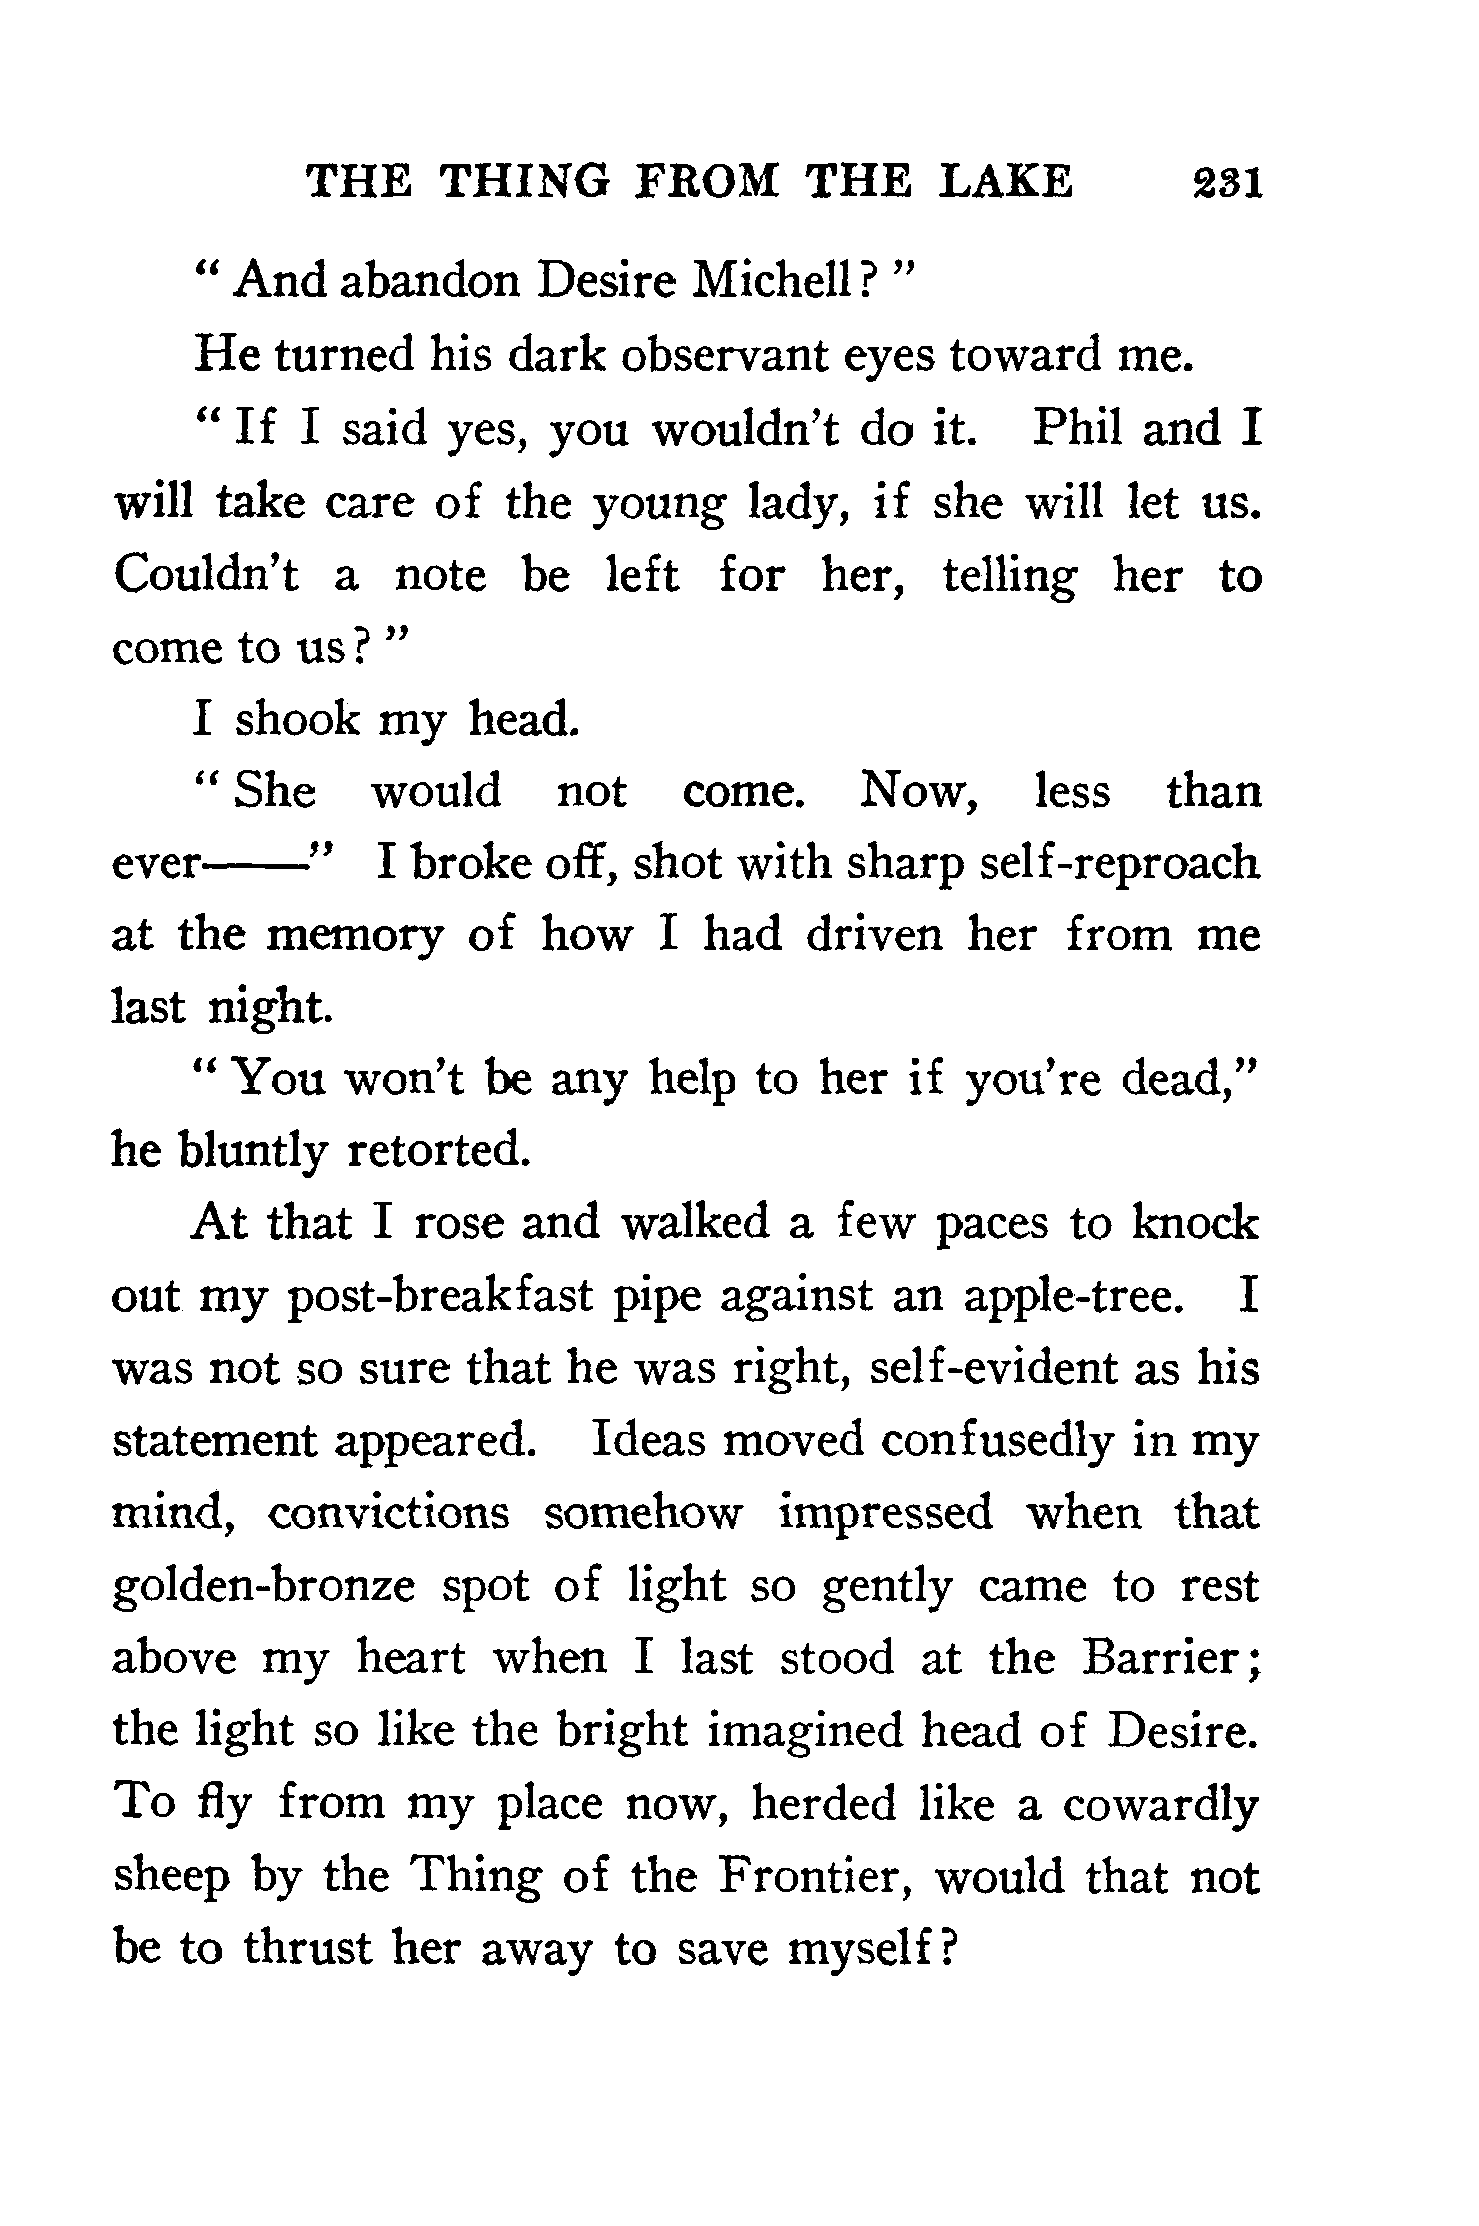 THE THING FROM THE LAKE 231
“ And abandon Desire Michell? ”
He turned his dark observant eyes toward me.
“ If I said yes, you wouldn’t do it. Phil and I
will take care of the young lady, if she will let us.
Couldn’t a note be left for her, telling her to
come to us? ”
I shook my head.
“ She would not come. Now, less than
ever——” I broke off, shot with sharp self-reproach
at the memory of how I had driven her from me
last night.
“ You won’t be any help to her if you’re dead,”
he bluntly retorted.
At that I rose and walked a few paces to knock
out my post-breakfast pipe against an apple-tree. I
was not so sure that he was right, self-evident as his
statement appeared. Ideas moved confusedly in my
mind, convictions somehow impressed when that
golden-bronze spot of light so gently came to rest
above my heart when I last stood at the Barrier;
the light so like the bright imagined head of Desire.
To fly from my place now, herded like a cowardly
sheep by the Thing of the Frontier, would that not
be to thrust her away to save myself?